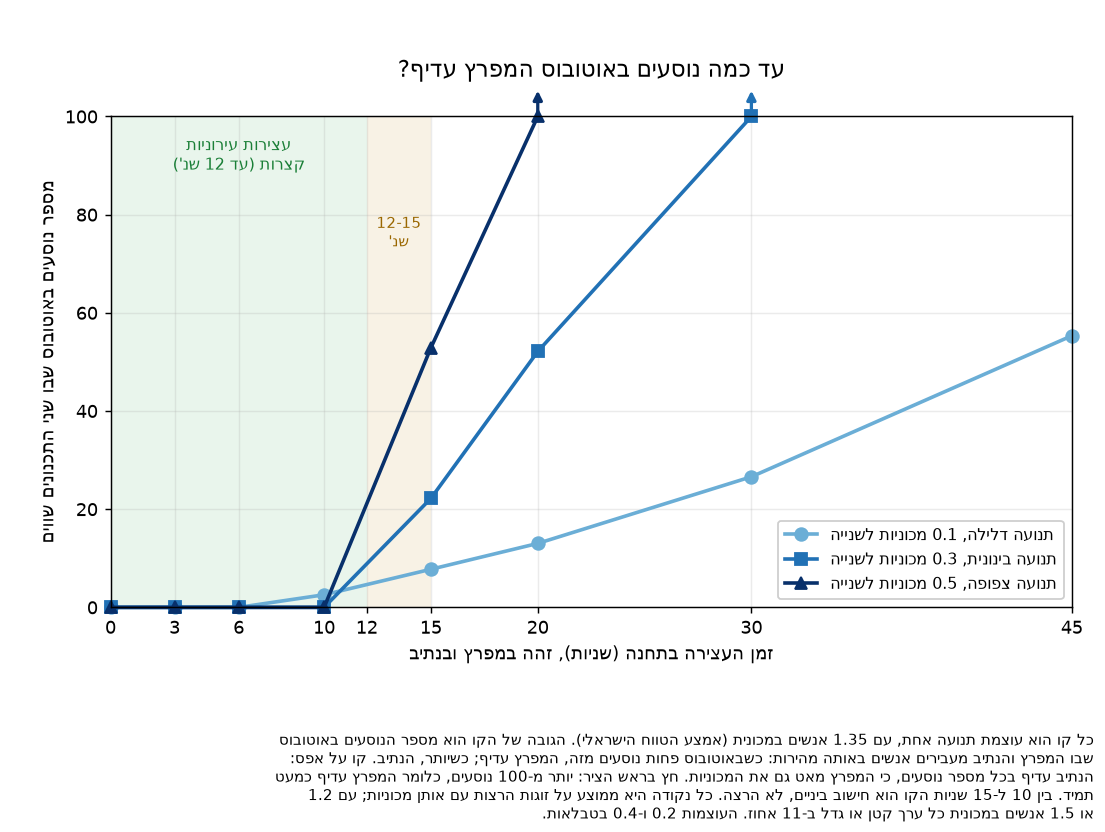 עד כמה נוסעים באוטובוס המפרץ עדיף?
מספר נוסעים באוטובוס שבו שני התכנונים שווים
100
80
60
40
20
0
עצירות עירוניות
קצרות (עד 12 שנ')
12-15
שנ'
תנועה דלילה, 0.1 מכוניות לשנייה
תנועה בינונית, 0.3 מכוניות לשנייה
תנועה צפופה, 0.5 מכוניות לשנייה
0 3 6 10 12 15 20 30 45
זמן העצירה בתחנה (שניות), זהה במפרץ ובנתיב
כל קו הוא עוצמת תנועה אחת, עם 1.35 אנשים במכונית (אמצע הטווח הישראלי). הגובה של הקו הוא מספר הנוסעים באוטובוס
שבו המפרץ והנתיב מעבירים אנשים באותה מהירות: כשבאוטובוס פחות נוסעים מזה, המפרץ עדיף; כשיותר, הנתיב. קו על אפס:
הנתיב עדיף בכל מספר נוסעים, כי המפרץ מאט גם את המכוניות. חץ בראש הציר: יותר מ-100 נוסעים, כלומר המפרץ עדיף כמעט
תמיד. בין 10 ל-15 שניות הקו הוא חישוב ביניים, לא הרצה. כל נקודה היא ממוצע על זוגות הרצות עם אותן מכוניות; עם 1.2
או 1.5 אנשים במכונית כל ערך קטן או גדל ב-11 אחוז. העוצמות 0.2 ו-0.4 בטבלאות.